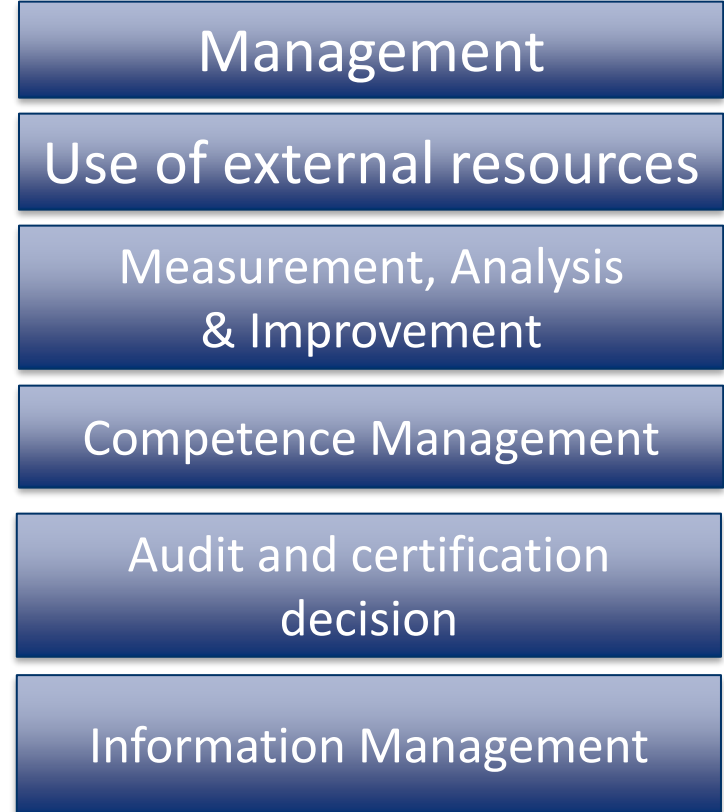 Management
Use of external resources
Measurement, Analysis
& Improvement
Competence Management
Audit and certification
decision
Information Management